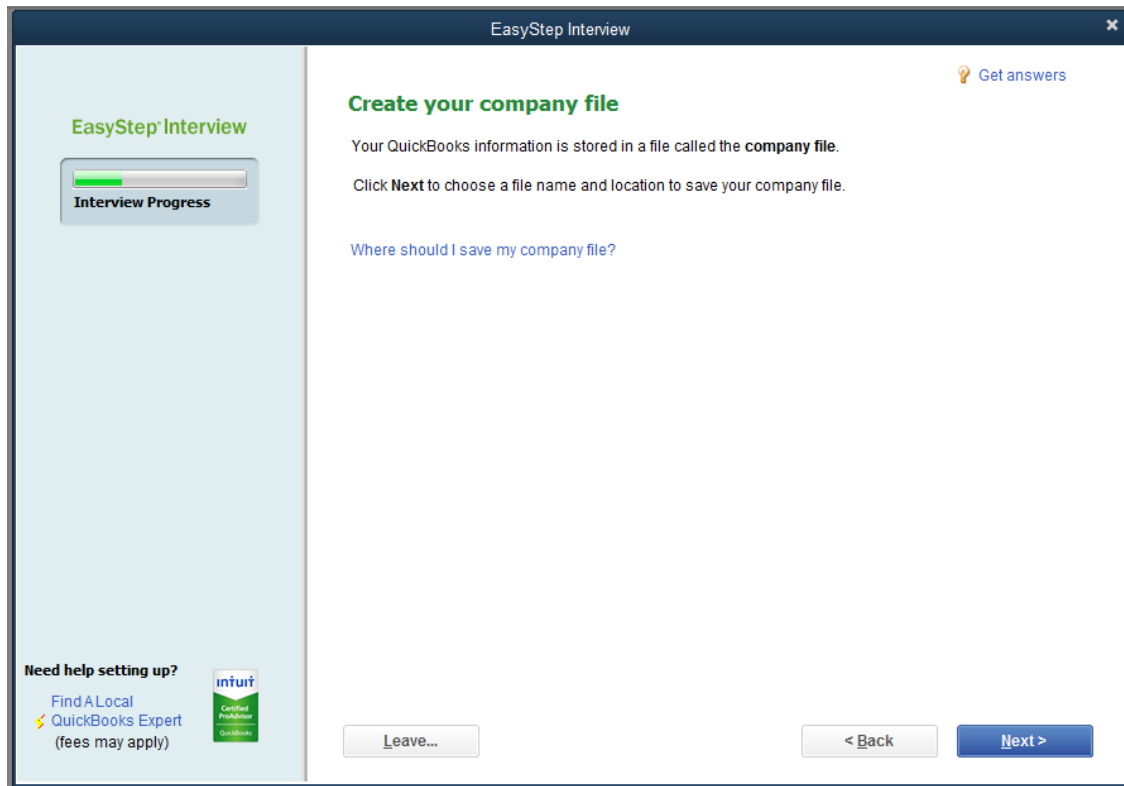 EasyStep Interview
Get answers
EasyStep® Interview
Interview Progress
Create your company file
Your QuickBooks information is stored in a file called the company file.
Click Next to choose a file name and location to save your company file.
Where should I save my company file?
Need help setting up?
Find A Local
QuickBooks Expert
(fees may apply)
intuit
Certified
ProAdvisor
QuickBooks
Leave...
< Back
Next >